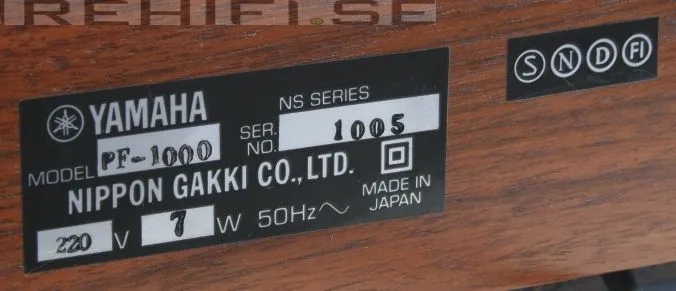 REHIFI.SE
YAMAHA
NS SERIES
MODEL PF-1000
SER. NO. 1005
NIPPON GAKKI CO., LTD.
220 V 7 W 50Hz
MADE IN
JAPAN
S N D FI